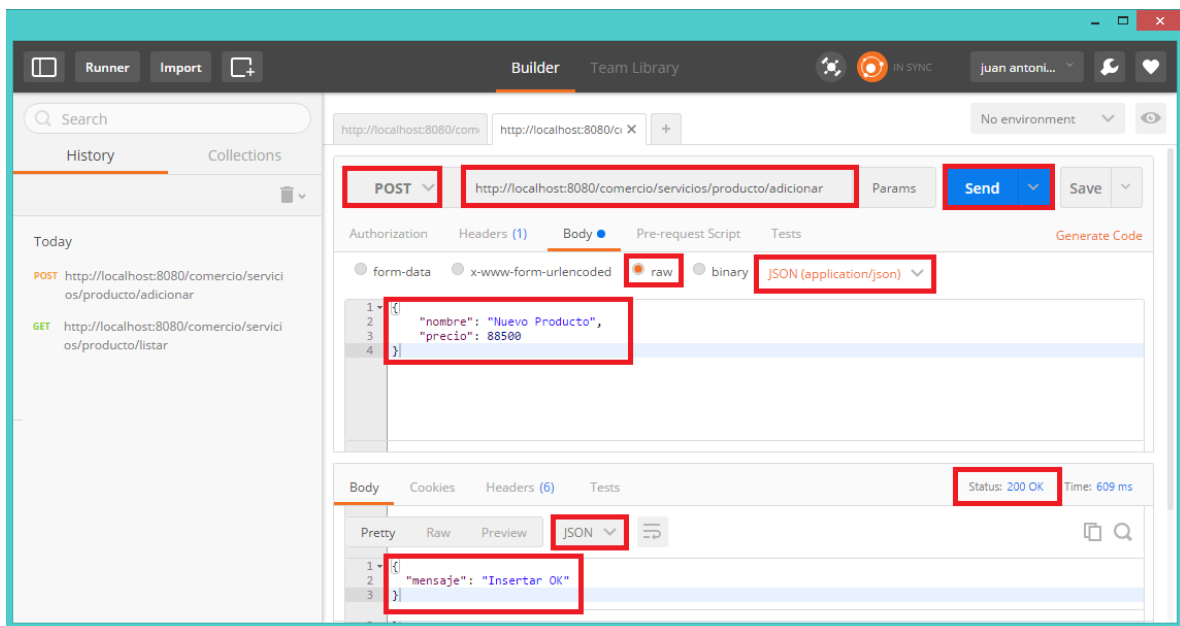 Runner Import Builder Team Library IN SYNC juan antoni...
Search
No environment
http://localhost:8080/com
http://localhost:8080/c
History Collections
POST http://localhost:8080/comercio/servicios/producto/adicionar Params Send Save
Authorization Headers (1) Body Pre-request Script Tests Generate Code
Today
form-data x-www-form-urlencoded raw binary JSON (application/json)
POST http://localhost:8080/comercio/servici
os/producto/adicionar
GET http://localhost:8080/comercio/servici
os/producto/listar
1 {
2 "nombre": "Nuevo Producto",
3 "precio": 88500
4 }
Body Cookies Headers (6) Tests Status: 200 OK Time: 609 ms
Pretty Raw Preview JSON
1 {
2 "mensaje": "Insertar OK"
3 }